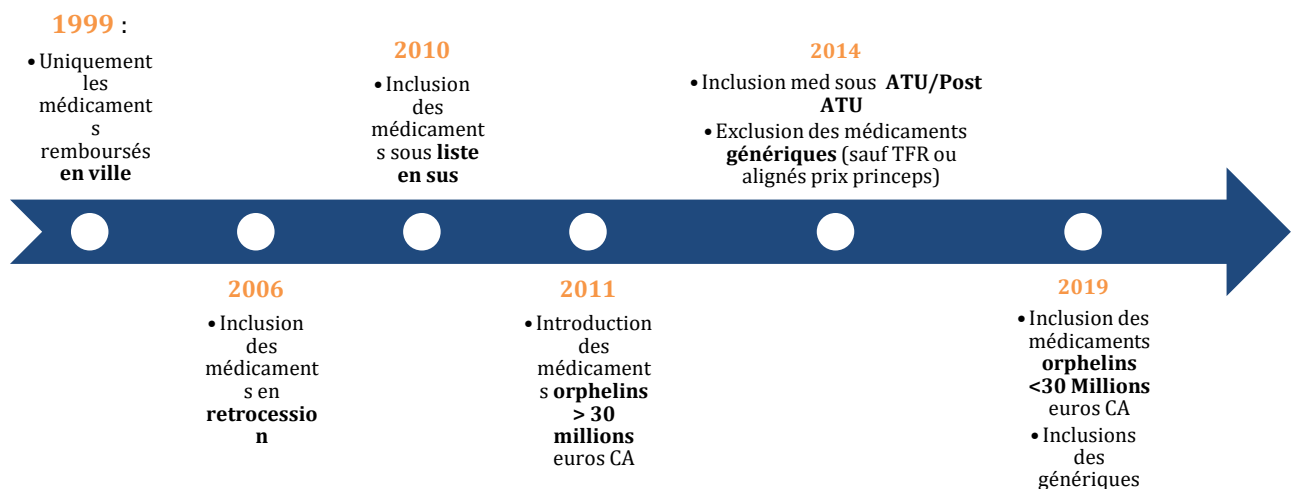 1999 :
•Uniquement
les
médicament
s
remboursés
en ville
2006
•Inclusion
des
médicament
s en
retrocessio
n
2010
•Inclusion
des
médicament
s sous liste
en sus
2011
•Introduction
des
médicament
s orphelins
> 30
millions
euros CA
2014
•Inclusion med sous ATU/Post
ATU
•Exclusion des médicaments
génériques (sauf TFR ou
alignés prix princeps)
2019
•Inclusion des
médicaments
orphelins
<30 Millions
euros CA
•Inclusions
des
génériques